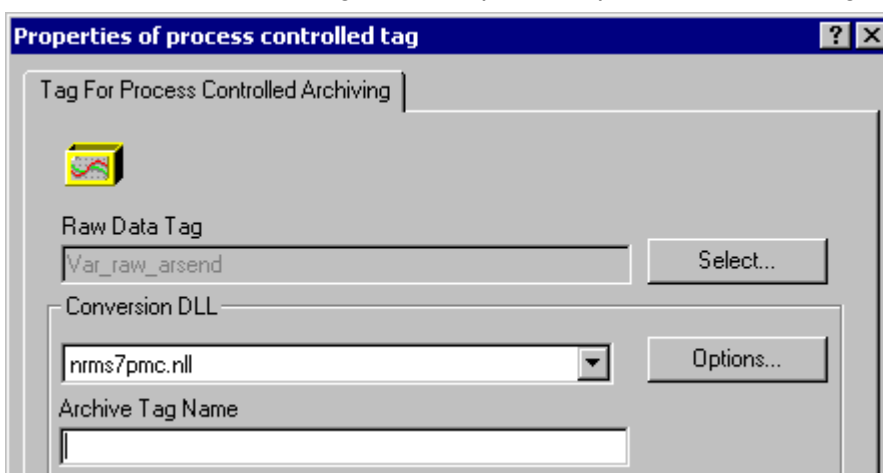 Properties of process controlled tag
Tag For Process Controlled Archiving
Raw Data Tag
Var_raw_arsend
Select...
Conversion DLL
nrms7pmc.nll
Options...
Archive Tag Name